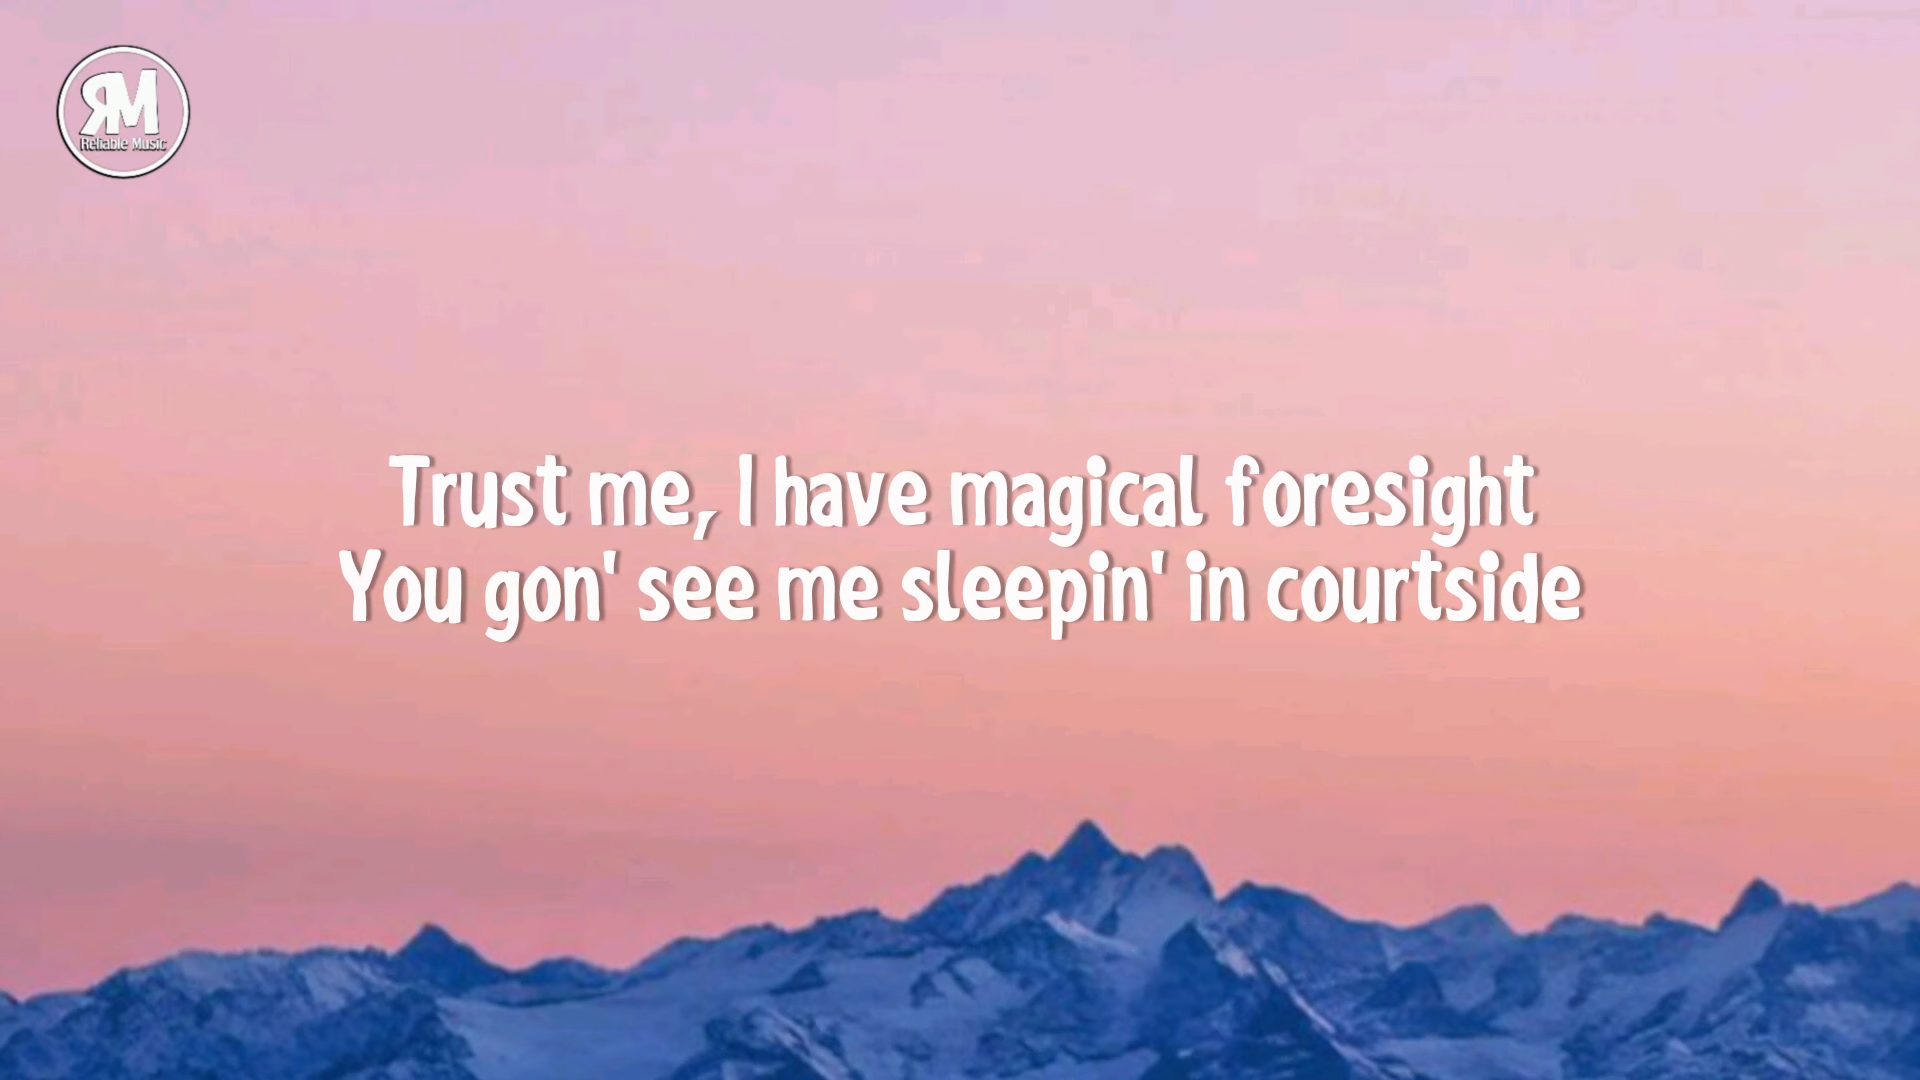 RM
Reliable Music
Trust me, I have magical foresight
You gon' see me sleepin' in courtside